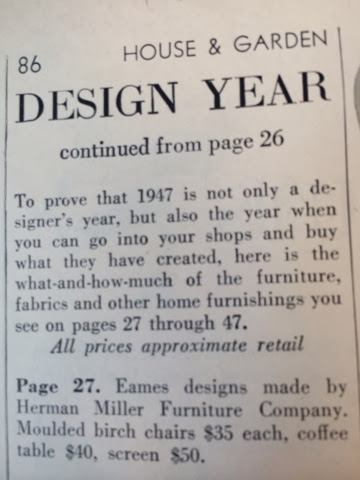 86 HOUSE & GARDEN
DESIGN YEAR
continued from page 26
To prove that 1947 is not only a de-
signer's year, but also the year when
you can go into your shops and buy
what they have created, here is the
what-and-how-much of the furniture,
fabrics and other home furnishings you
see on pages 27 through 47.
All prices approximate retail
Page 27. Eames designs made by
Herman Miller Furniture Company.
Moulded birch chairs $35 each, coffee
table $40, screen $50.